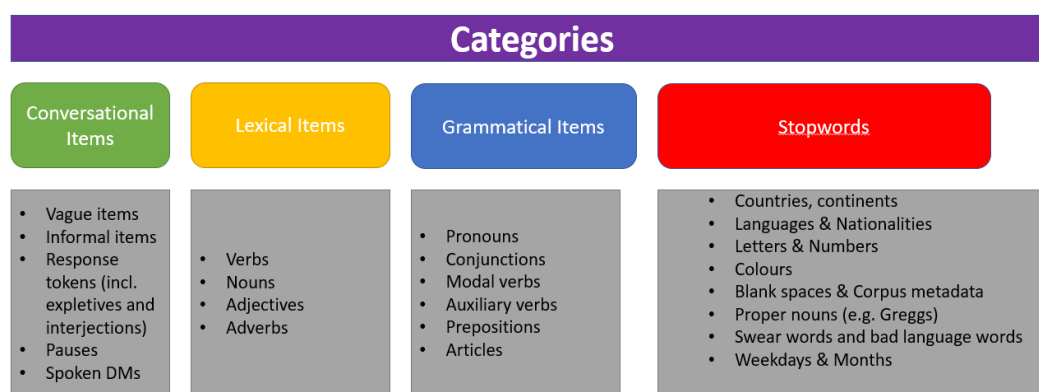 Categories
Conversational
Items
Lexical Items
Grammatical Items
Stopwords
• Vague items
• Informal items
• Response
tokens (incl.
expletives and
interjections)
• Pauses
• Spoken DMs
• Verbs
• Nouns
• Adjectives
• Adverbs
• Pronouns
• Conjunctions
• Modal verbs
• Auxiliary verbs
• Prepositions
• Articles
• Countries, continents
• Languages & Nationalities
• Letters & Numbers
• Colours
• Blank spaces & Corpus metadata
• Proper nouns (e.g. Greggs)
• Swear words and bad language words
• Weekdays & Months